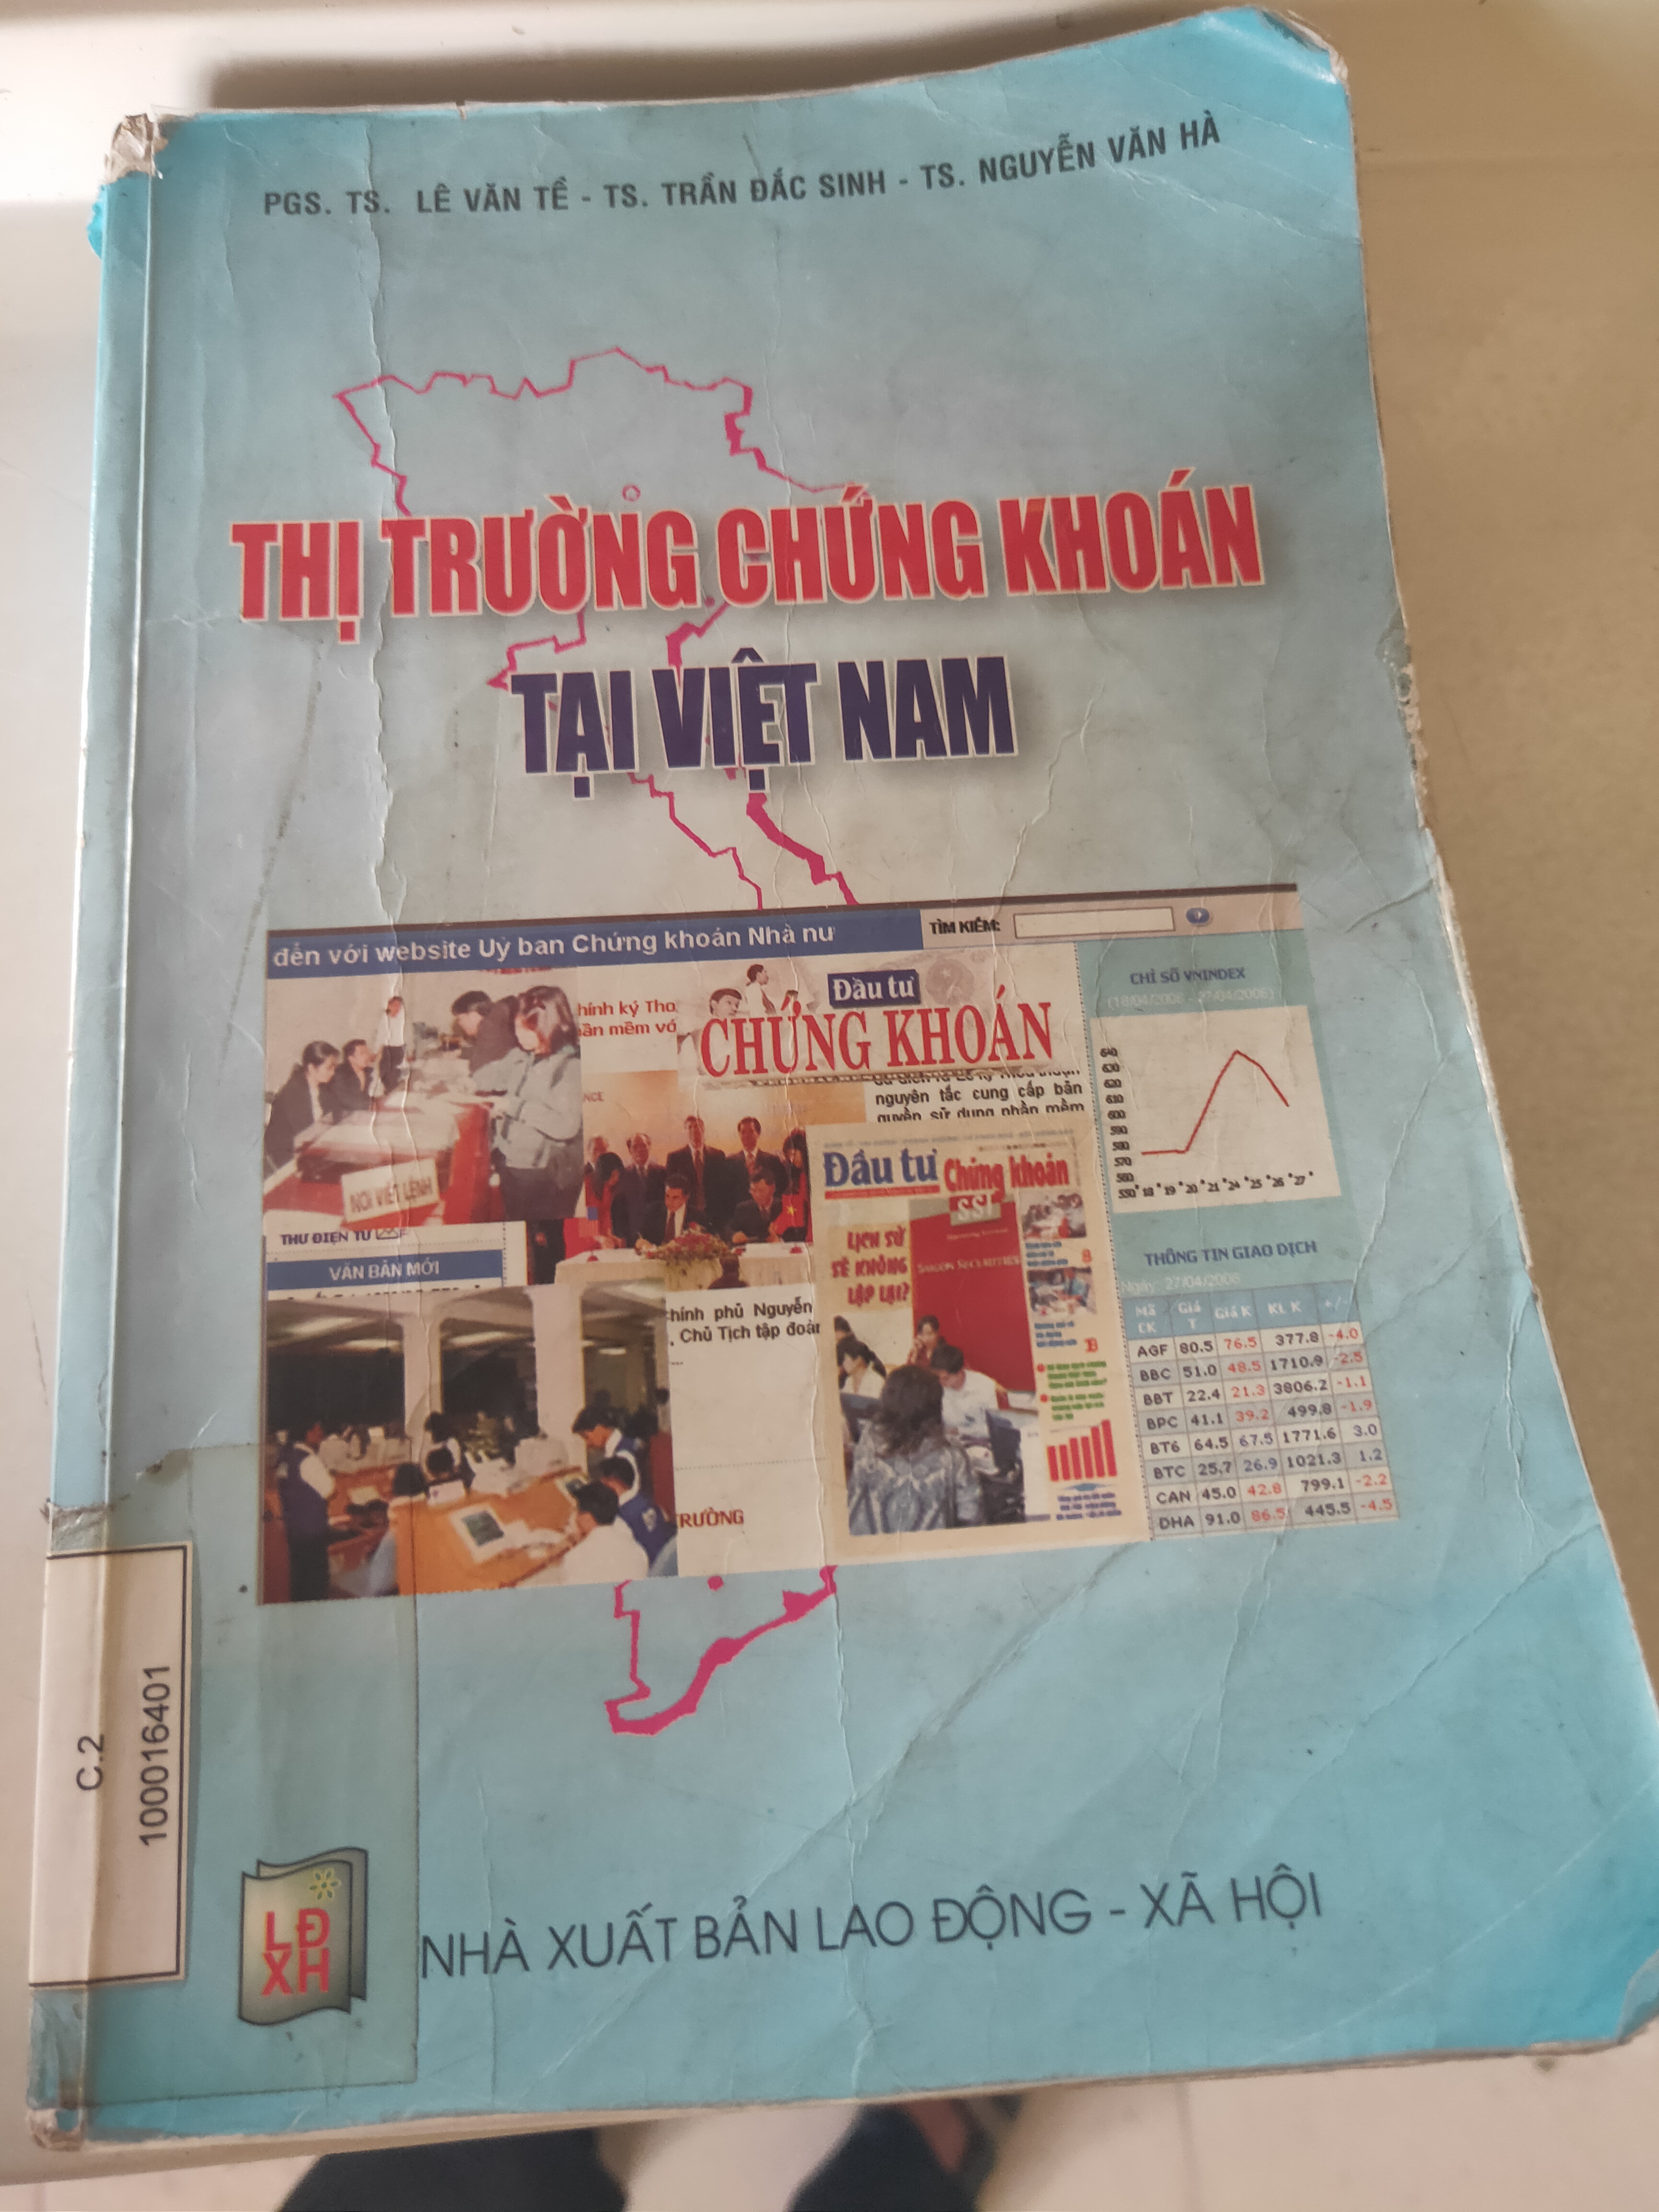 PGS. TS. LÊ VĂN TỀ - TS. TRẦN ĐẮC SINH - TS. NGUYỄN VĂN HÀ
THỊ TRƯỜNG CHỨNG KHOÁN
TẠI VIỆT NAM
đến với website Uỷ ban Chứng khoán Nhà nư
TÌM KIẾM:
hính ký Tho
ần mềm vớ
Đầu tư
CHỨNG KHOÁN
nguyên tắc cung cấp bản
quyền sử dụng phần mềm
NƠI VIẾT LỆNH
THƯ ĐIỆN TỬ
VĂN BẢN MỚI
hính phủ Nguyễn
. Chủ Tịch tập đoàn
RƯỜNG
Đầu tư Chứng khoán
SSI
SAIGON SECURITIES
LỊCH SỬ
SẼ KHÔNG
LẶP LẠI?
CHỈ SỐ VNINDEX
(18/04/2006 - 27/04/2006)
640
630
620
610
600
590
580
570
560
550
18 19 20 21 24 25 26 27
THÔNG TIN GIAO DỊCH
Ngày: 27/04/2006
Mã CK Giá T Giá K KL K +/-
AGF 80.5 76.5 377.8 -4.0
BBC 51.0 48.5 1710.9 -2.5
BBT 22.4 21.3 3806.2 -1.1
BPC 41.1 39.2 499.8 -1.9
BT6 64.5 67.5 1771.6 3.0
BTC 25.7 26.9 1021.3 1.2
CAN 45.0 42.8 799.1 -2.2
DHA 91.0 86.5 445.5 -4.5
C.2
100016401
LĐ
XH
NHÀ XUẤT BẢN LAO ĐỘNG - XÃ HỘI